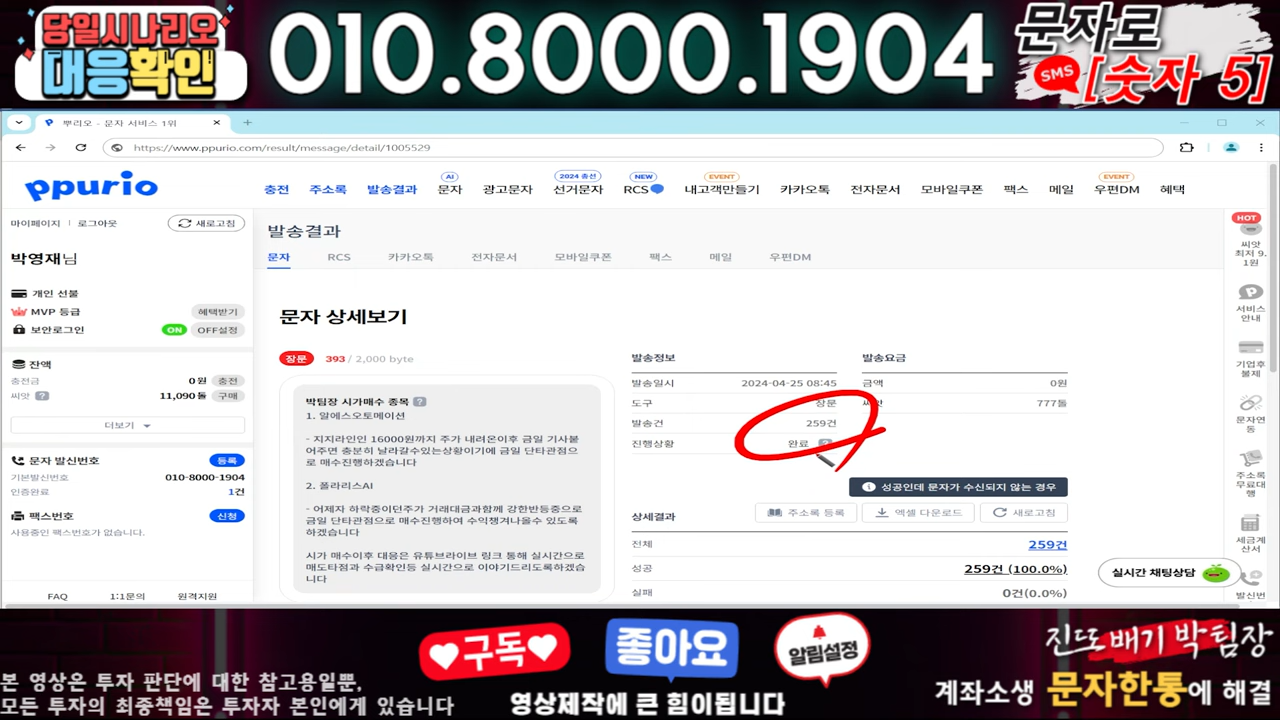 당일시나리오
대응확인
010.8000.1904
문자로
SMS
[숫자 5]
뿌리오 - 문자 서비스 1위
https://www.ppurio.com/result/message/detail/1005529
ppurio
충전
주소록
발송결과
AI
문자
광고문자
2024 총선
선거문자
NEW
RCS
EVENT
내고객만들기
카카오톡
전자문서
모바일쿠폰
팩스
메일
EVENT
우편DM
혜택
마이페이지 | 로그아웃
새로고침
박영재님
개인 선불
MVP 등급
혜택받기
보안로그인
ON
OFF설정
잔액
충전금
0원
충전
씨앗
11,090톨
구매
더보기
문자 발신번호
등록
기본발신번호
010-8000-1904
인증완료
1건
팩스번호
신청
사용중인 팩스번호가 없습니다.
FAQ
1:1문의
원격지원
발송결과
문자
RCS
카카오톡
전자문서
모바일쿠폰
팩스
메일
우편DM
문자 상세보기
장문
393 / 2,000 byte
박팀장 시가매수 종목
1. 알에스오토메이션
- 지지라인인 16000원까지 주가 내려온이후 금일 기사붙
어주면 충분히 날라갈수있는상황이기에 금일 단타관점으
로 매수진행하겠습니다
2. 폴라리스AI
- 어제자 하락종이던주가 거래대금과함께 강한반등중으로
금일 단타관점으로 매수진행하여 수익챙겨나올수 있도록
하겠습니다
시가 매수이후 대응은 유튜브라이브 링크 통해 실시간으로
매도타점과 수급확인등 실시간으로 이야기드리도록하겠습
니다
발송정보
발송일시
2024-04-25 08:45
도구
장문
발송건
259건
진행상황
완료
발송요금
금액
0원
777톨
성공인데 문자가 수신되지 않는 경우
상세결과
주소록 등록
엑셀 다운로드
새로고침
전체
259건
성공
259건 (100.0%)
실패
0건(0.0%)
HOT
씨앗
최저 9.
1원
서비스
안내
기업후
불제
문자연
동
주소록
무료대
행
세금계
산서
발신번
실시간 채팅상담
구독
좋아요
알림설정
영상제작에 큰 힘이됩니다
본 영상은 투자 판단에 대한 참고용일뿐,
모든 투자의 최종책임은 투자자 본인에게 있습니다
진또배기 박팀장
계좌소생 문자한통에 해결